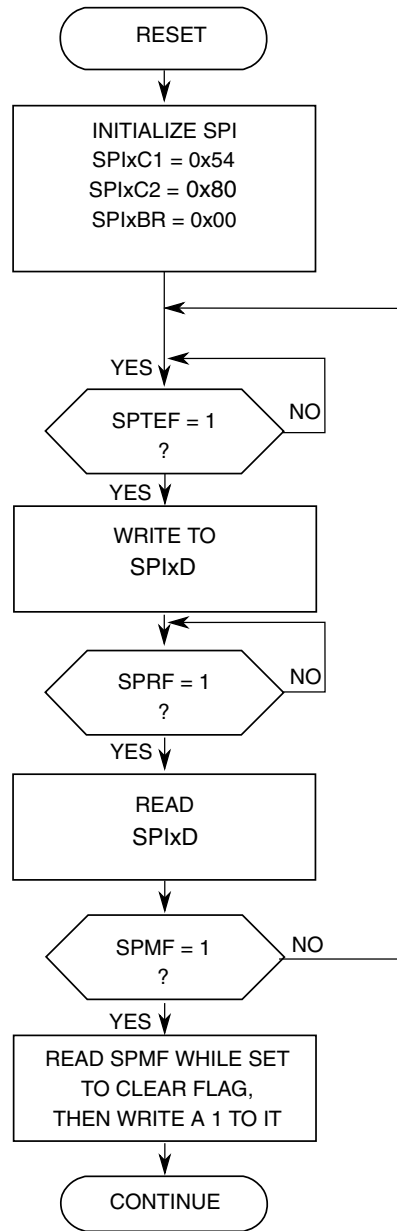 RESET
INITIALIZE SPI
SPIxC1 = 0x54
SPIxC2 = 0x80
SPIxBR = 0x00
YES
SPTEF = 1
?
NO
YES
WRITE TO
SPIxD
SPRF = 1
?
NO
YES
READ
SPIxD
SPMF = 1
?
NO
YES
READ SPMF WHILE SET
TO CLEAR FLAG,
THEN WRITE A 1 TO IT
CONTINUE